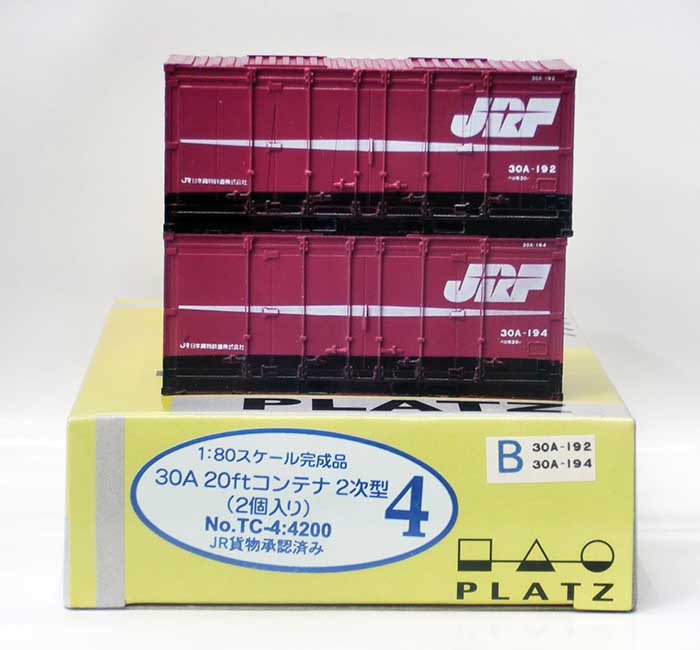 30A-192
JRF
30A-192
JR日本貨物鉄道株式会社
30A-194
JRF
30A-194
JR日本貨物鉄道株式会社
PLATZ
1:80スケール完成品
30A 20ftコンテナ 2次型
(2個入り)
4
No.TC-4:4200
JR貨物承認済み
B 30A-192
30A-194
PLATZ